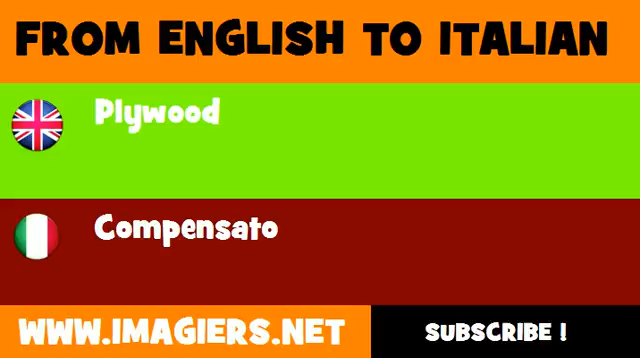 FROM ENGLISH TO ITALIAN
Plywood
Compensato
WWW.IMAGIERS.NET
SUBSCRIBE !